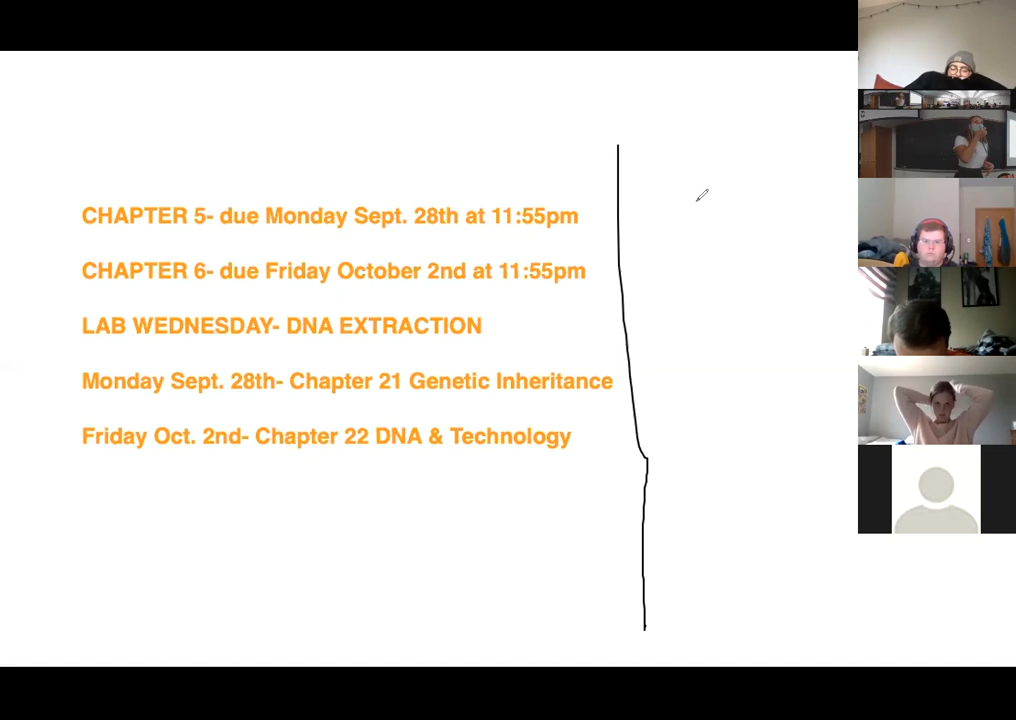 CHAPTER 5- due Monday Sept. 28th at 11:55pm
CHAPTER 6- due Friday October 2nd at 11:55pm
LAB WEDNESDAY- DNA EXTRACTION
Monday Sept. 28th- Chapter 21 Genetic Inheritance
Friday Oct. 2nd- Chapter 22 DNA & Technology